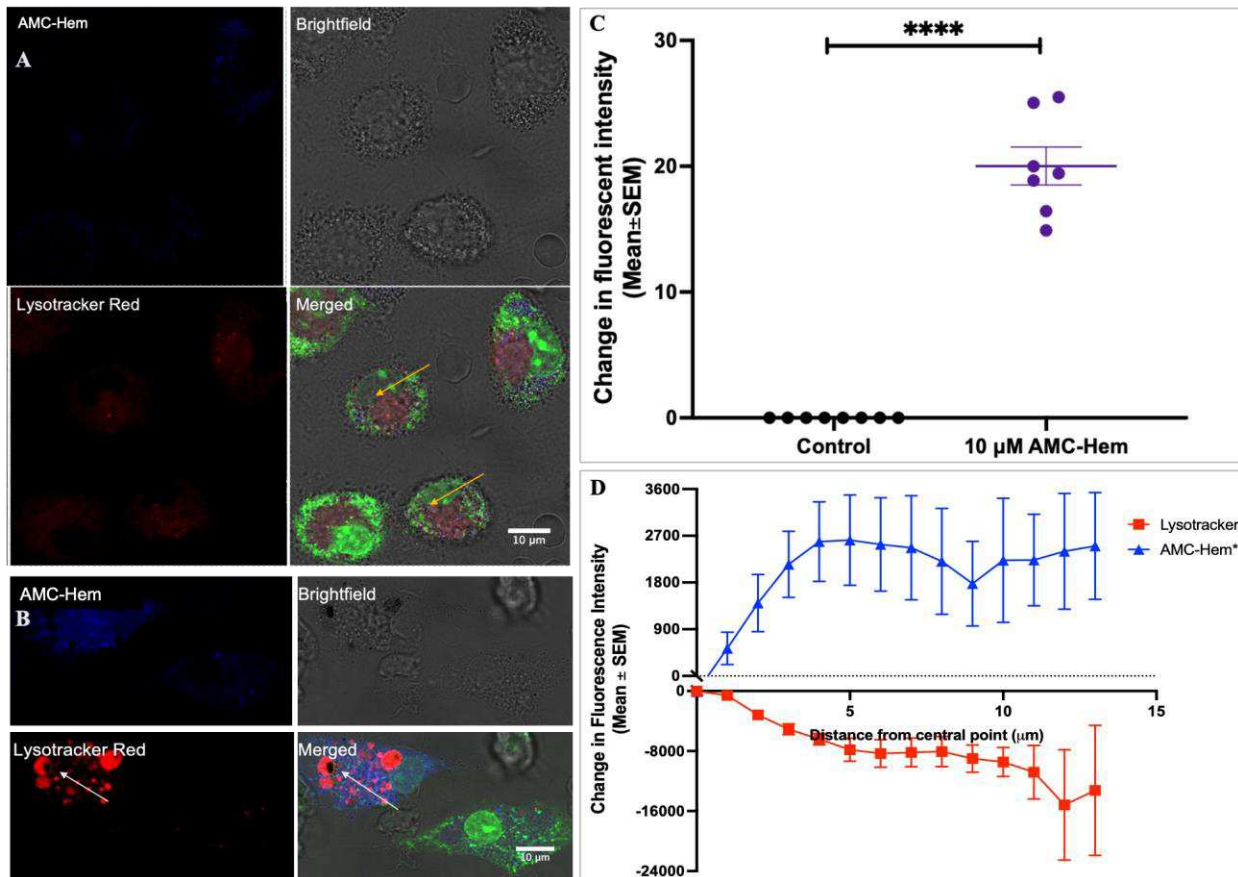 AMC-Hem
A
Brightfield
Lysotracker Red
Merged
10 μm
AMC-Hem
B
Brightfield
Lysotracker Red
Merged
10 μm
C
****
Change in fluorescent intensity
(Mean±SEM)
30
20
10
0
Control
10 μM AMC-Hem
D
Change in Fluorescence Intensity
(Mean ± SEM)
3600
2700
1800
900
0
0
-8000
-16000
-24000
5
10
15
Distance from central point (μm)
Lysotracker
AMC-Hem*